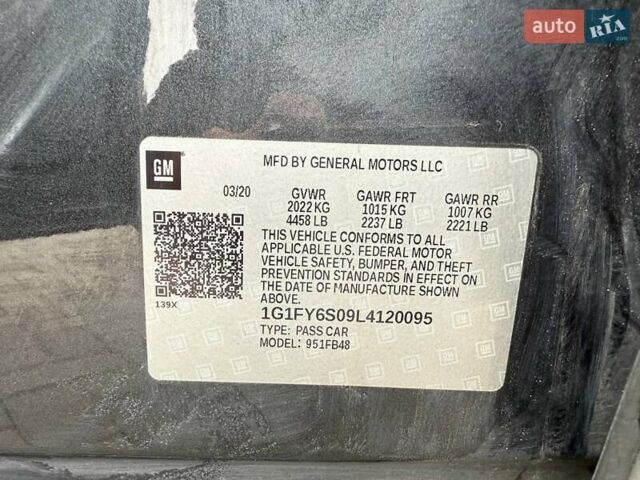 auto RIA
GM
MFD BY GENERAL MOTORS LLC
03/20 GVWR GAWR FRT GAWR RR
2022 KG 1015 KG 1007 KG
4458 LB 2237 LB 2221 LB
THIS VEHICLE CONFORMS TO ALL
APPLICABLE U.S. FEDERAL MOTOR
VEHICLE SAFETY, BUMPER, AND THEFT
PREVENTION STANDARDS IN EFFECT ON
THE DATE OF MANUFACTURE SHOWN
ABOVE.
139X
1G1FY6S09L4120095
TYPE: PASS CAR
MODEL: 951FB48